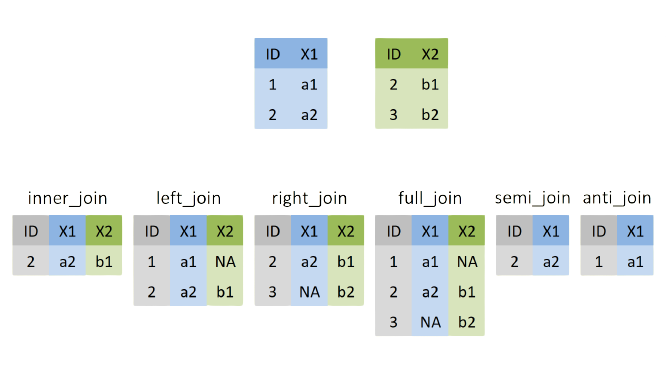 ID X1 ID X2
1 a1 2 b1
2 a2 3 b2
inner_join left_join right_join full_join semi_join anti_join
ID X1 X2 ID X1 X2 ID X1 X2 ID X1 X2 ID X1 ID X1
2 a2 b1 1 a1 NA 2 a2 b1 1 a1 NA 2 a2 1 a1
2 a2 b1 3 NA b2 2 a2 b1
3 NA b2